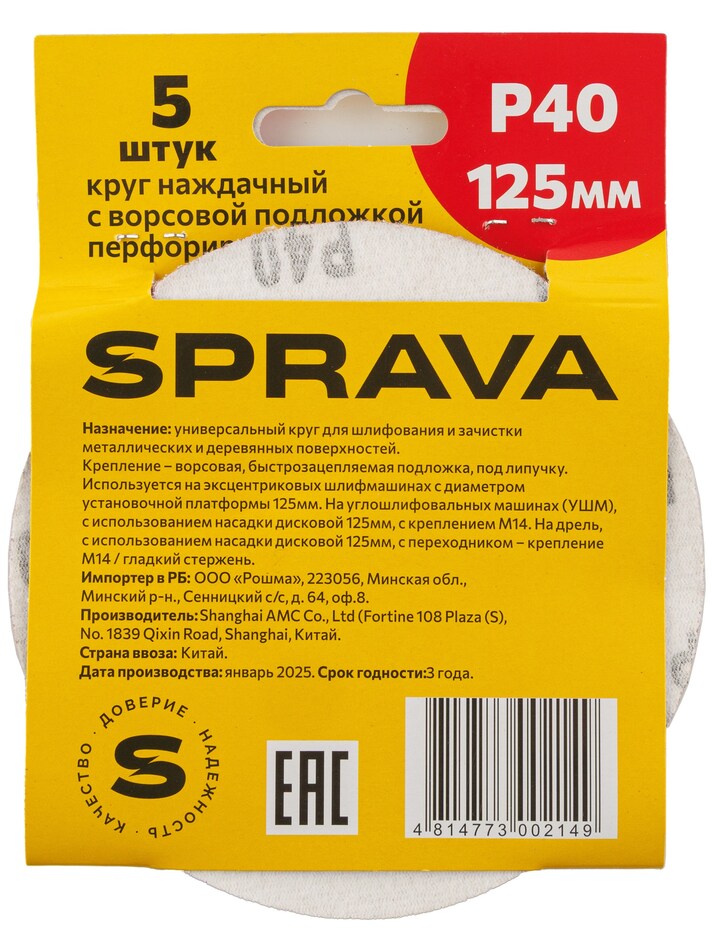 5
штук
P40
125мм
круг наждачный
с ворсовой подложкой
P40
SPRAVA
Назначение: универсальный круг для шлифования и зачистки
металлических и деревянных поверхностей.
Крепление – ворсовая, быстрозацепляемая подложка, под липучку.
Используется на эксцентриковых шлифмашинах с диаметром
установочной платформы 125мм. На углошлифовальных машинах (УШМ),
с использованием насадки дисковой 125мм, с креплением М14. На дрель,
с использованием насадки дисковой 125мм, с переходником – крепление
М14 / гладкий стержень.
Импортер в РБ: ООО «Рошма», 223056, Минская обл.,
Минский р-н., Сенницкий с/с, д. 64, оф.8.
Производитель: Shanghai AMC Co., Ltd (Fortine 108 Plaza (S),
No. 1839 Qixin Road, Shanghai, Китай.
Страна ввоза: Китай.
Дата производства: январь 2025. Срок годности:3 года.
КАЧЕСТВО · ДОВЕРИЕ · НАДЕЖНОСТЬ ·
S
EAC
4 814773 002149